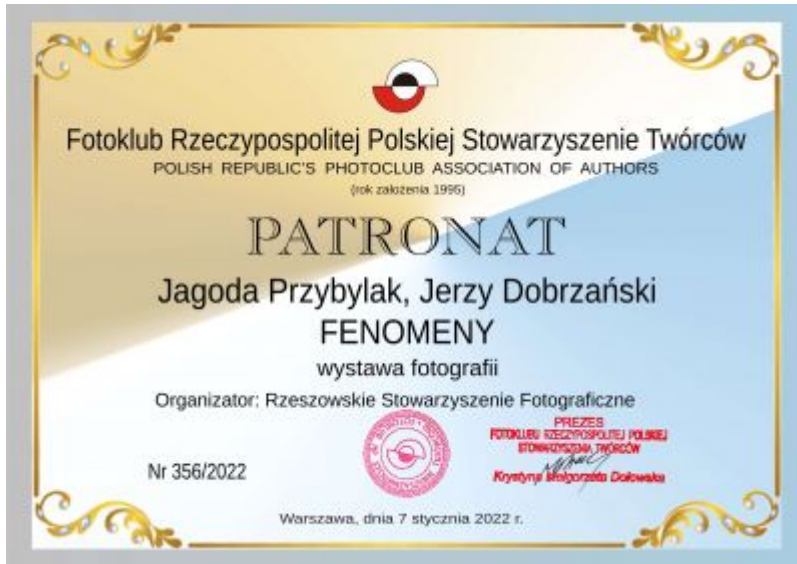 Fotoklub Rzeczypospolitej Polskiej Stowarzyszenie Twórców
POLISH REPUBLIC'S PHOTOCLUB ASSOCIATION OF AUTHORS
(rok założenia 1995)
PATRONAT
Jagoda Przybylak, Jerzy Dobrzański
FENOMENY
wystawa fotografii
Organizator: Rzeszowskie Stowarzyszenie Fotograficzne
PREZES
FOTOKLUBU RZECZYPOSPOLITEJ POLSKIEJ
STOWARZYSZENIA TWÓRCÓW
Krystyna Małgorzata Dołowska
Nr 356/2022
Warszawa, dnia 7 stycznia 2022 r.